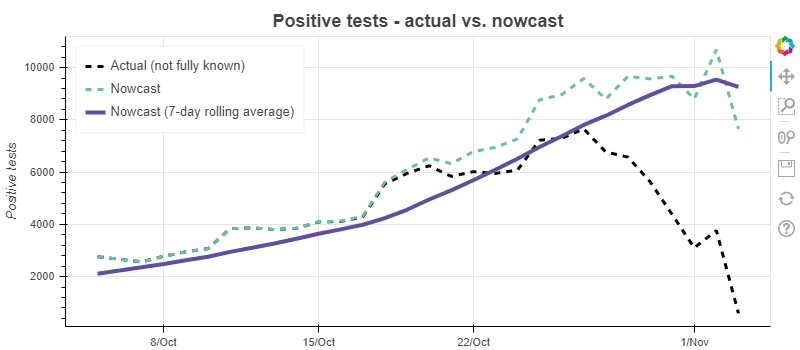 Positive tests - actual vs. nowcast
Actual (not fully known)
Nowcast
Nowcast (7-day rolling average)
Positive tests
10000
8000
6000
4000
2000
8/Oct
15/Oct
22/Oct
1/Nov